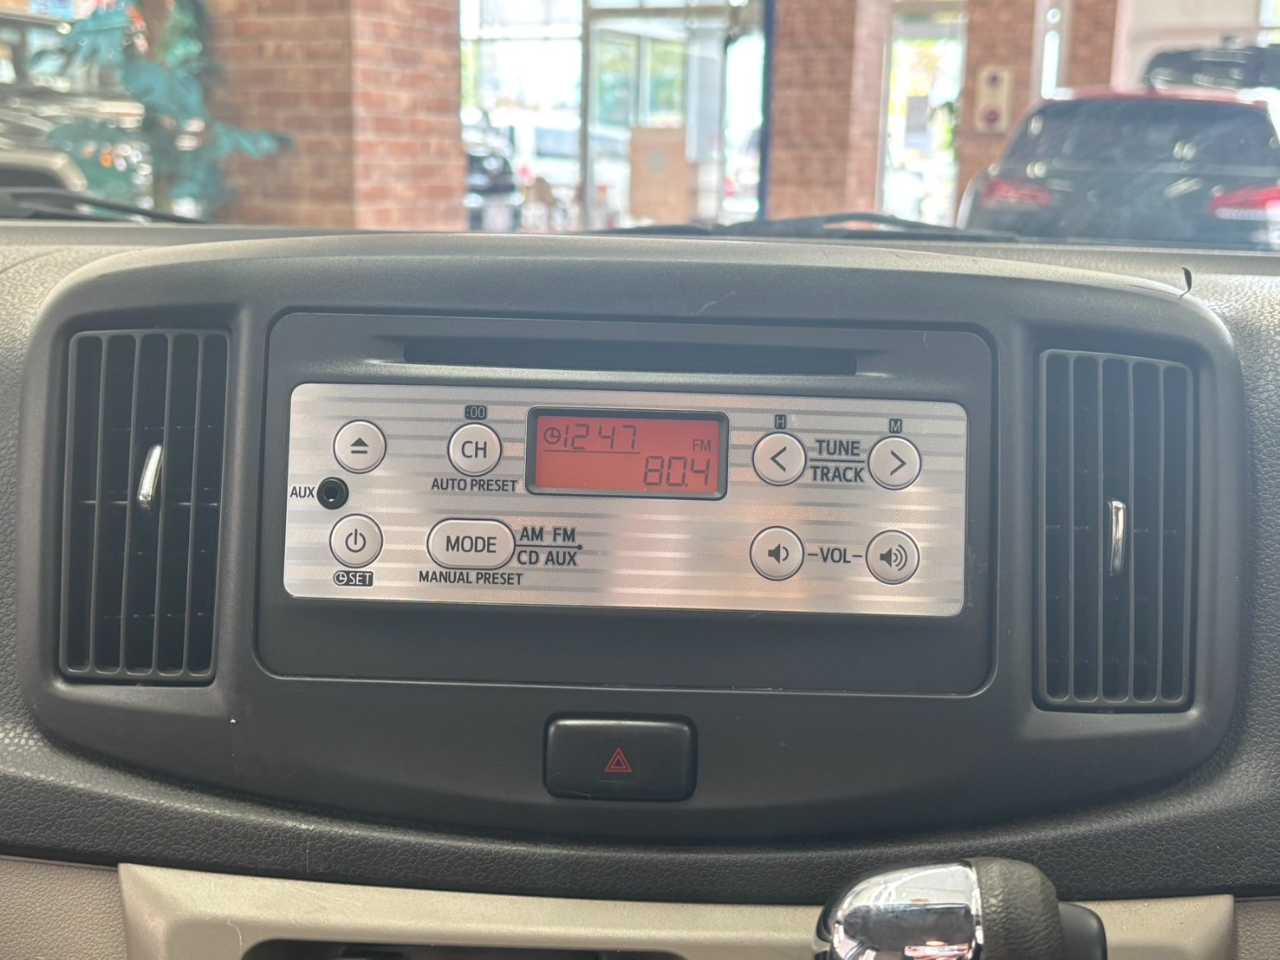 :00
H
M
CH
12 47
FM
TUNE
AUX
AUTO PRESET
80.4
TRACK
MODE
AM FM
CD AUX
VOL
SET
MANUAL PRESET